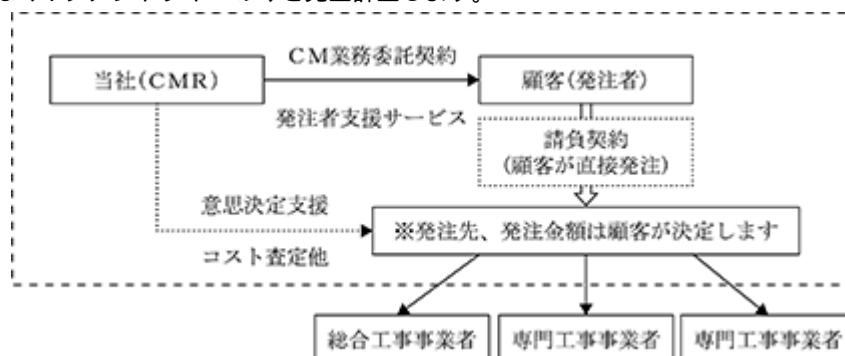 当社(CMR)
CM業務委託契約
発注者支援サービス
顧客(発注者)
請負契約
(顧客が直接発注)
意思決定支援
コスト査定他
※発注先、発注金額は顧客が決定します
総合工事事業者
専門工事事業者
専門工事事業者